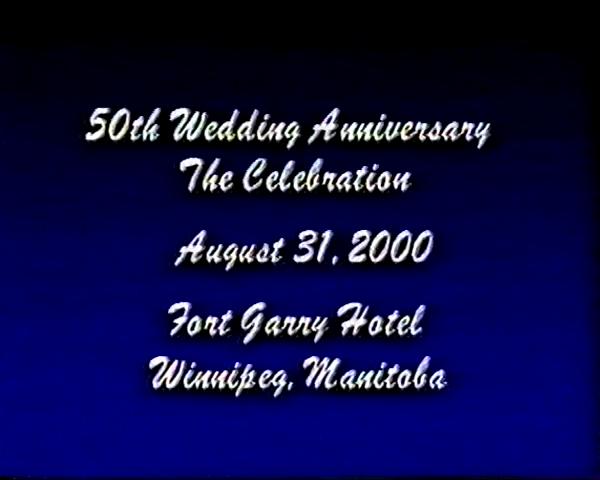 50th Wedding Anniversary
The Celebration
August 31, 2000
Fort Garry Hotel
Winnipeg, Manitoba